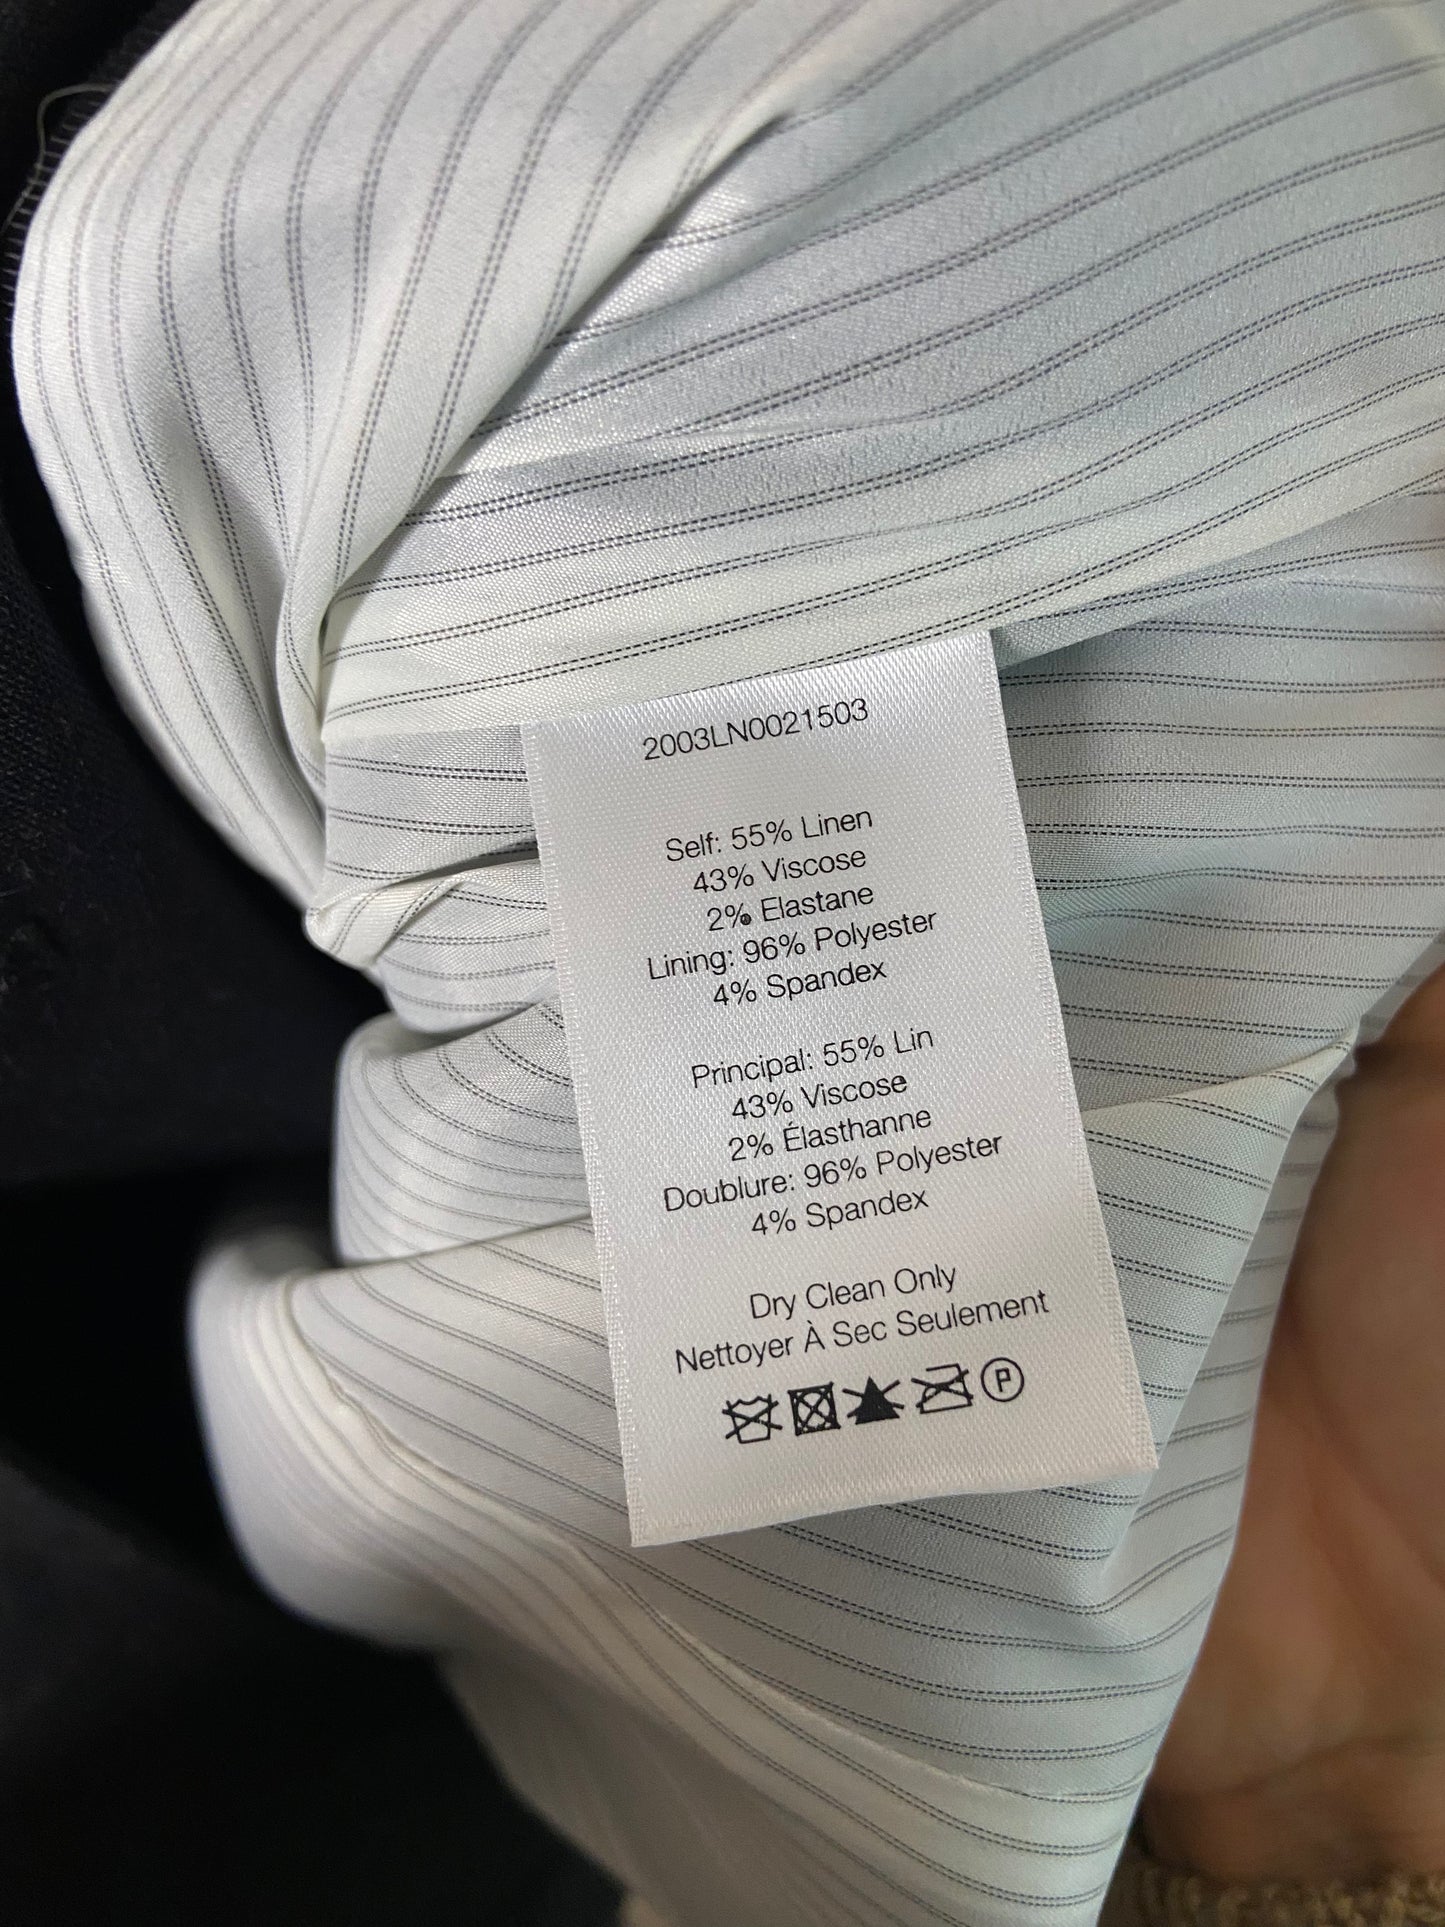 2003LN0021503
Self: 55% Linen
43% Viscose
2% Elastane
Lining: 96% Polyester
4% Spandex
Principal: 55% Lin
43% Viscose
2% Élasthanne
Doublure: 96% Polyester
4% Spandex
Dry Clean Only
Nettoyer À Sec Seulement
P